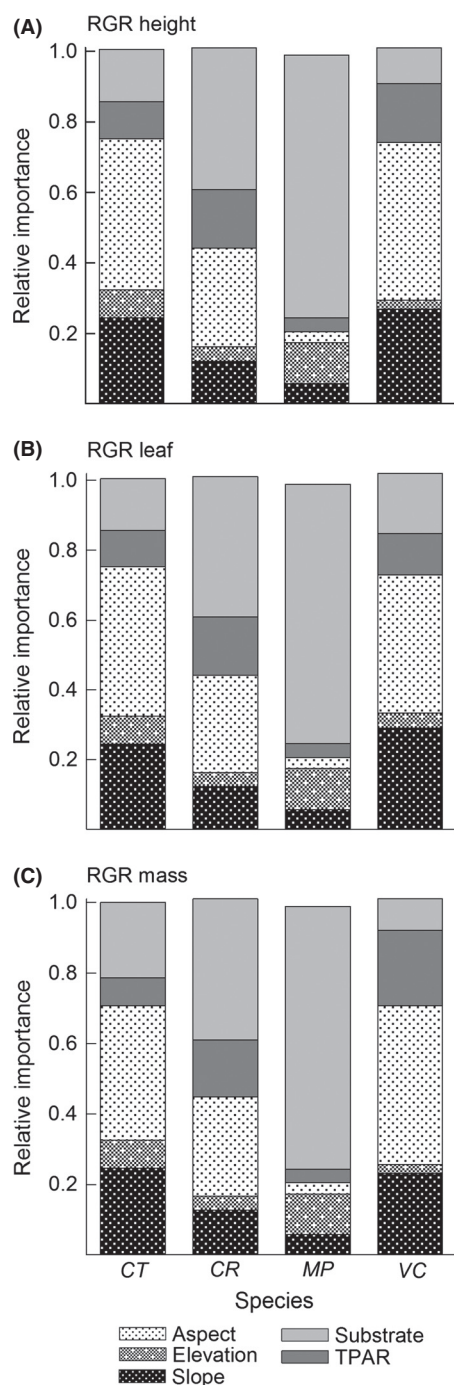 (A) RGR height
1.0
0.8
0.6
0.4
0.2
Relative importance
(B) RGR leaf
1.0
0.8
0.6
0.4
0.2
Relative importance
(C) RGR mass
1.0
0.8
0.6
0.4
0.2
Relative importance
CT CR MP VC
Species
Aspect Substrate
Elevation TPAR
Slope